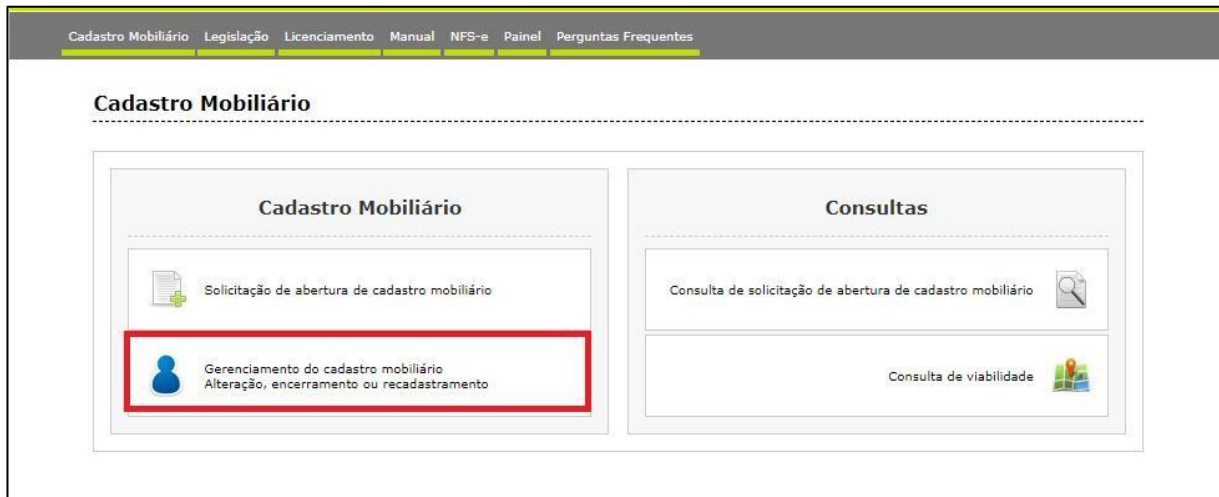 Cadastro Mobiliário Legislação Licenciamento Manual NFS-e Painel Perguntas Frequentes
Cadastro Mobiliário
Cadastro Mobiliário
Solicitação de abertura de cadastro mobiliário
Gerenciamento do cadastro mobiliário
Alteração, encerramento ou recadastramento
Consultas
Consulta de solicitação de abertura de cadastro mobiliário
Consulta de viabilidade